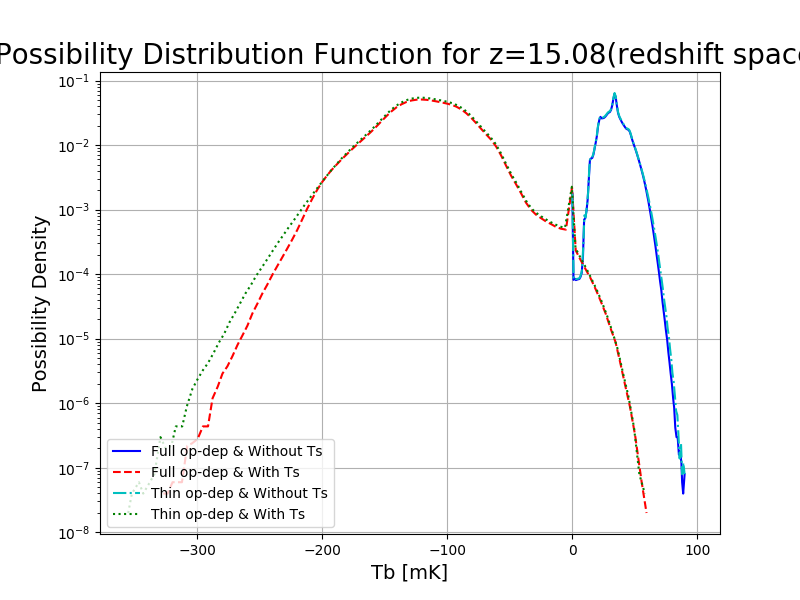 Possibility Distribution Function for z=15.08(redshift space
Possibility Density
10⁻¹
10⁻²
10⁻³
10⁻⁴
10⁻⁵
10⁻⁶
10⁻⁷
10⁻⁸
Full op-dep & Without Ts
Full op-dep & With Ts
Thin op-dep & Without Ts
Thin op-dep & With Ts
−300
−200
−100
0
100
Tb [mK]